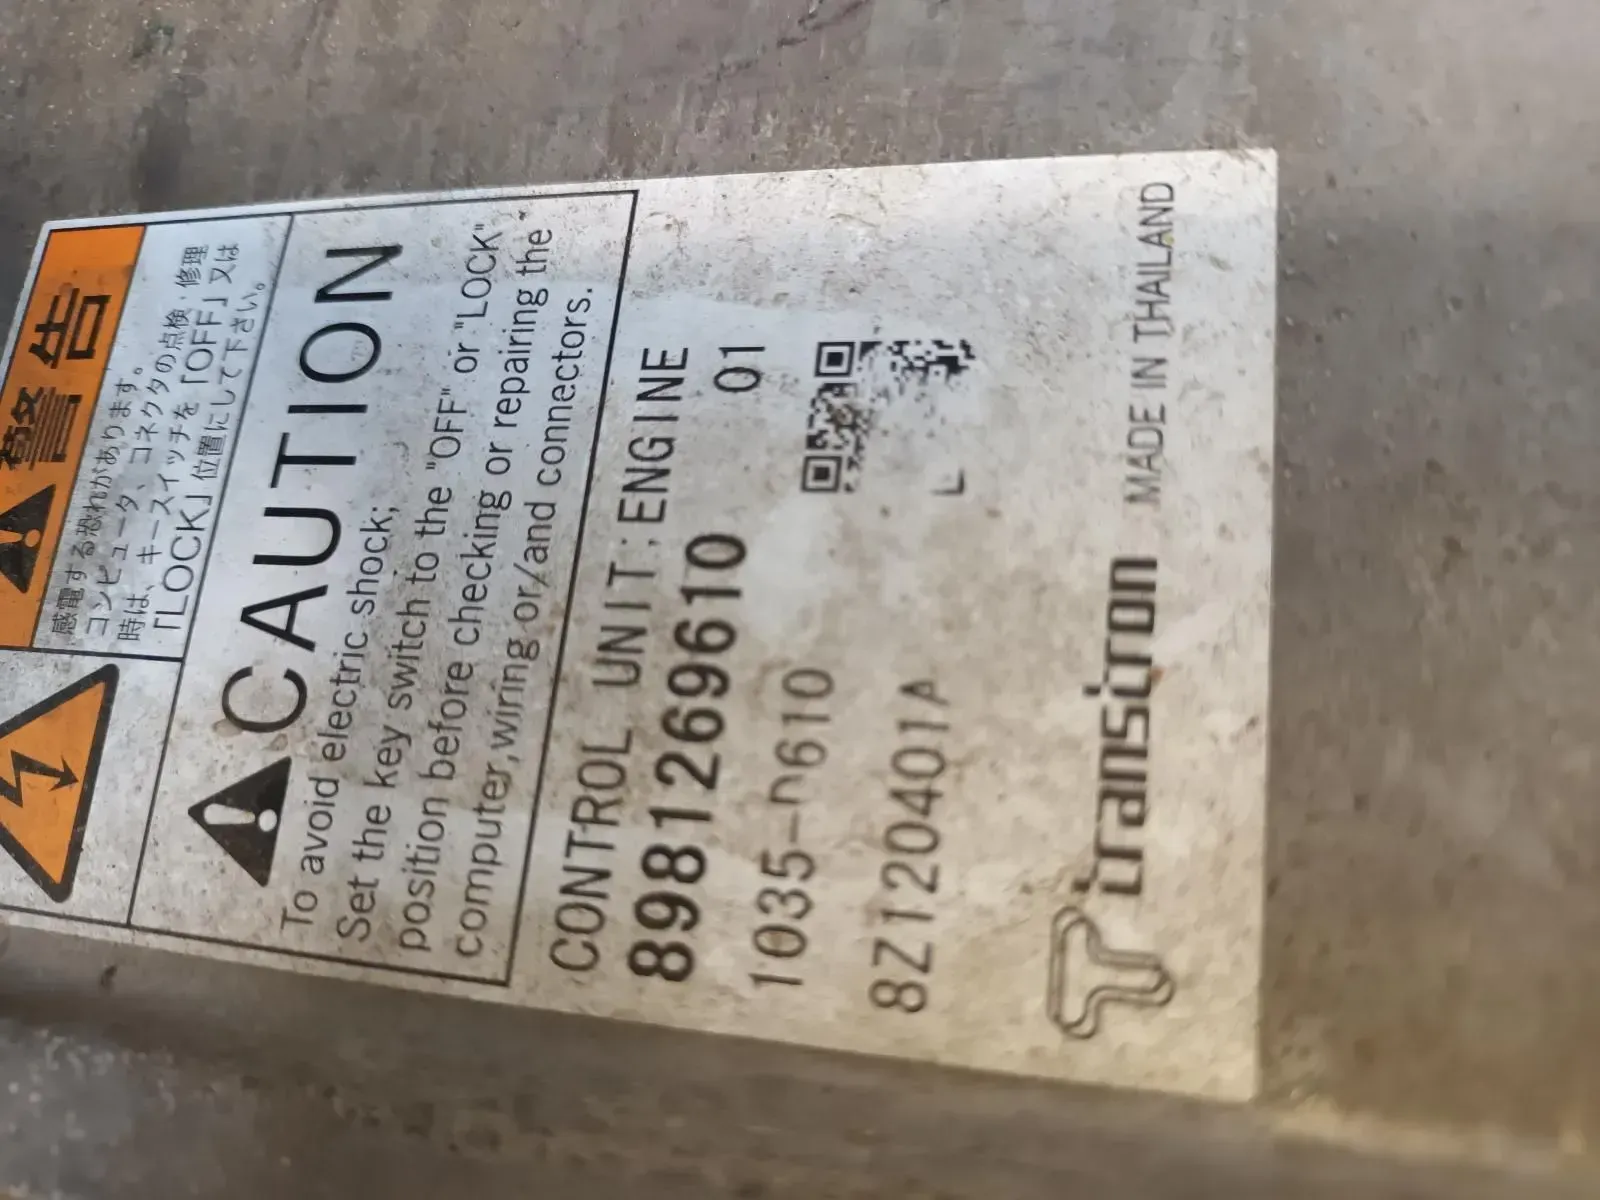 警告
感電する恐れがあります。
コンピュータ、コネクタの点検・修理
時は、キースイッチを「OFF」又は
「LOCK」位置にして下さい。
CAUTION
To avoid electric shock;
Set the key switch to the "OFF" or "LOCK"
position before checking or repairing the
computer,wiring or/and connectors.
CONTROL UNIT:ENGINE
8981269610 01
8Z120401A
L
transtron MADE IN THAILAND